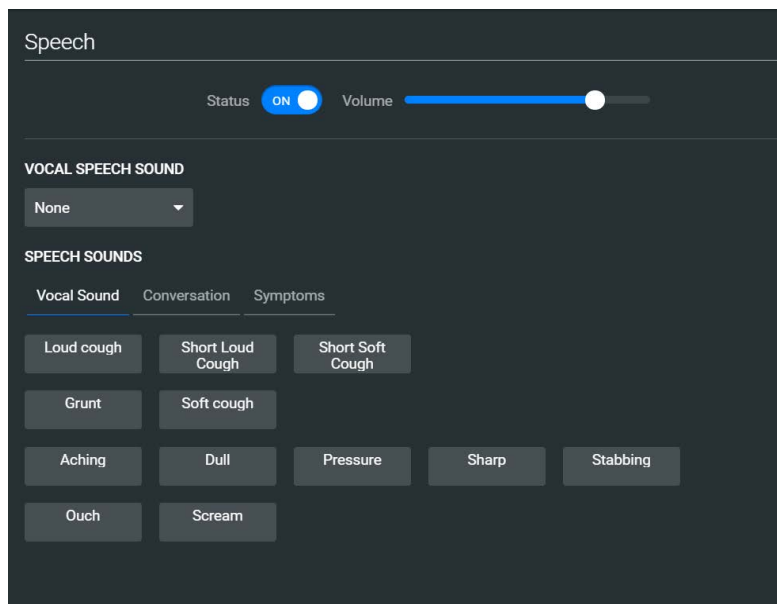 Speech
Status ON Volume
VOCAL SPEECH SOUND
None
SPEECH SOUNDS
Vocal Sound Conversation Symptoms
Loud cough Short Loud Short Soft
Cough Cough
Grunt Soft cough
Aching Dull Pressure Sharp Stabbing
Ouch Scream